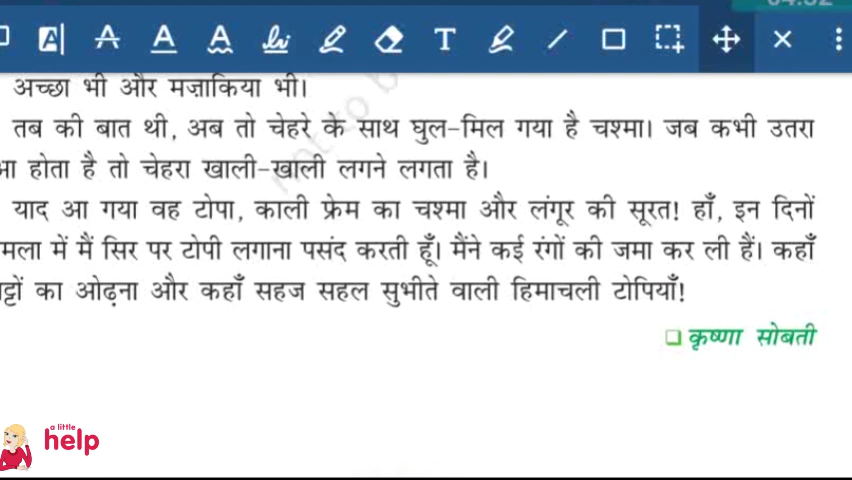 अच्छा भी और मज़ाकिया भी।
तब की बात थी, अब तो चेहरे के साथ घुल-मिल गया है चश्मा। जब कभी उतरा
होता है तो चेहरा खाली-खाली लगने लगता है।
याद आ गया वह टोपा, काली फ्रेम का चश्मा और लंगूर की सूरत! हाँ, इन दिनों
मला में मैं सिर पर टोपी लगाना पसंद करती हूँ। मैंने कई रंगों की जमा कर ली हैं। कहाँ
का ओढ़ना और कहाँ सहज सहल सुभीते वाली हिमाचली टोपियाँ!
कृष्णा सोबती
a little
help